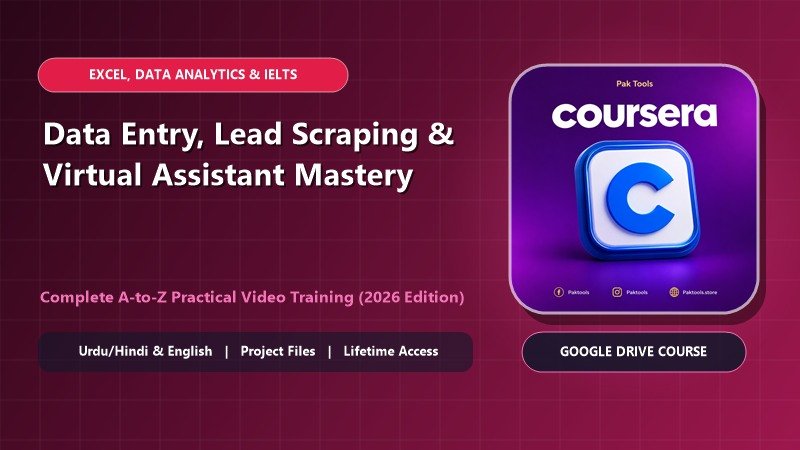 EXCEL, DATA ANALYTICS & IELTS
Data Entry, Lead Scraping &
Virtual Assistant Mastery
Complete A-to-Z Practical Video Training (2026 Edition)
Urdu/Hindi & English | Project Files | Lifetime Access
Pak Tools
coursera
C
Paktools
Paktools
Paktools.store
GOOGLE DRIVE COURSE